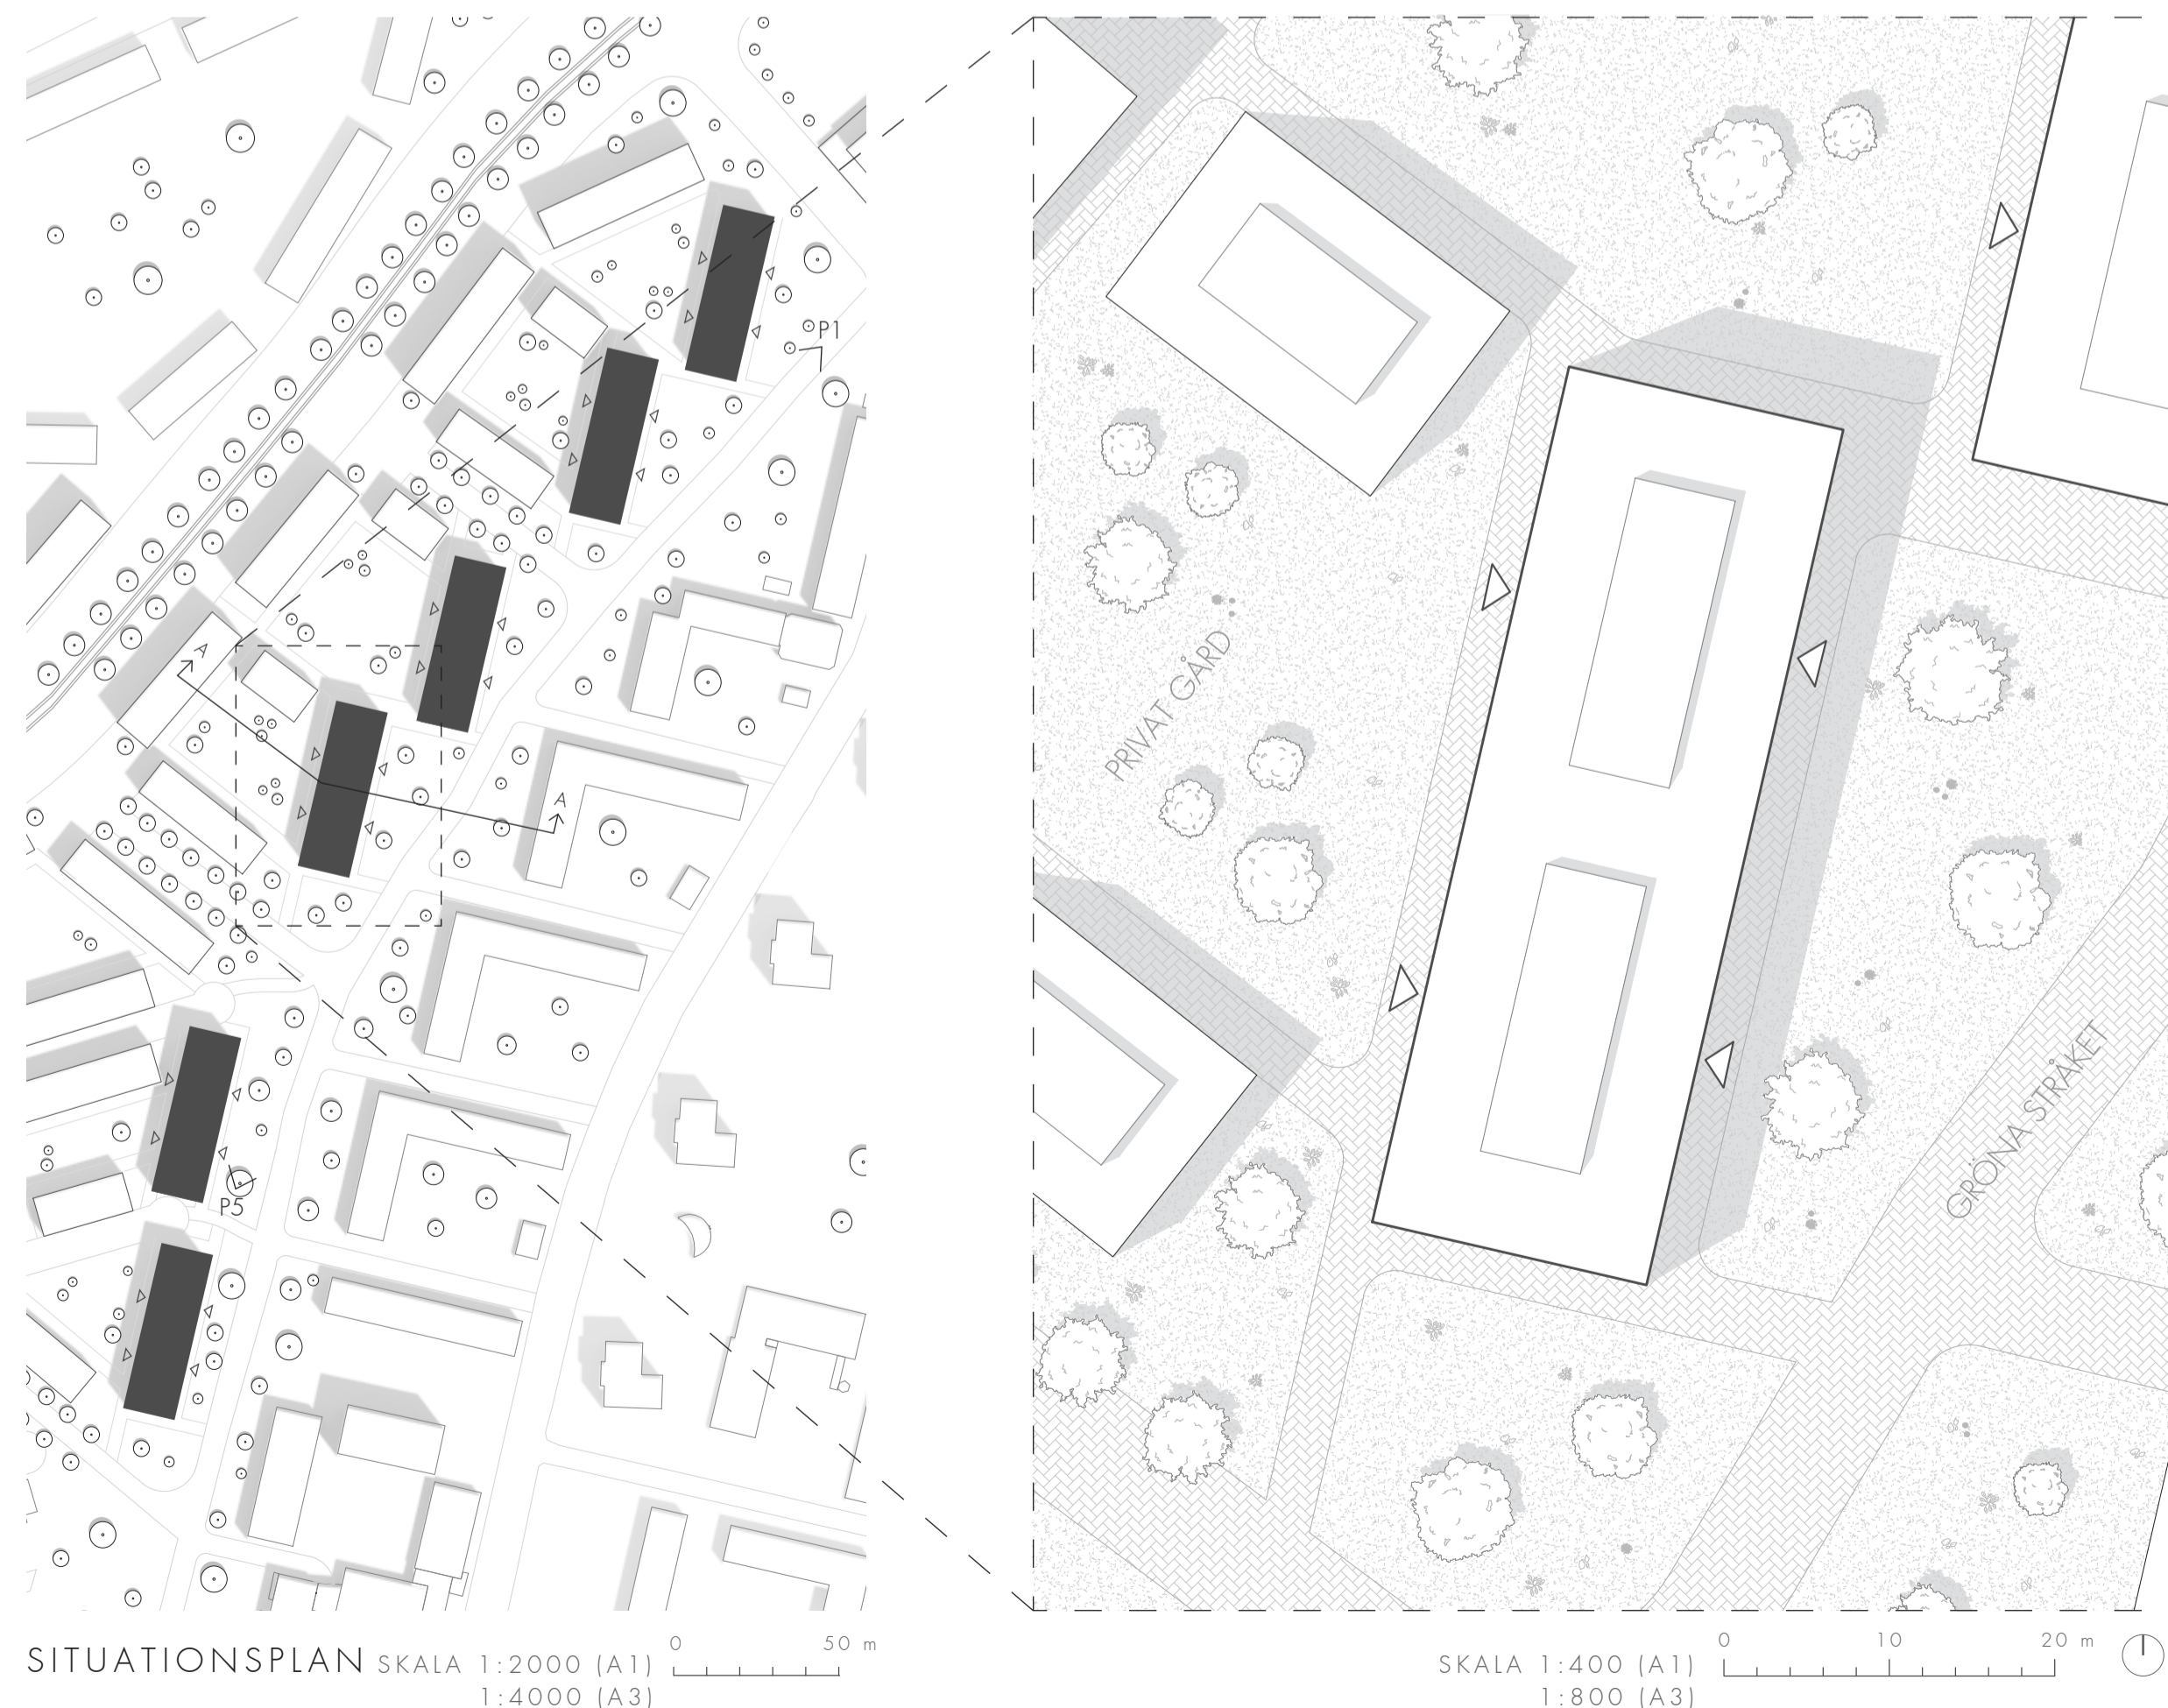 P1
A
A
P5
PRIVAT GÅRD
GRÖNA STRÅKET
SITUATIONSPLAN
SKALA 1:2000 (A1)
1:4000 (A3)
0 50 m
SKALA 1:400 (A1)
1:800 (A3)
0 10 20 m